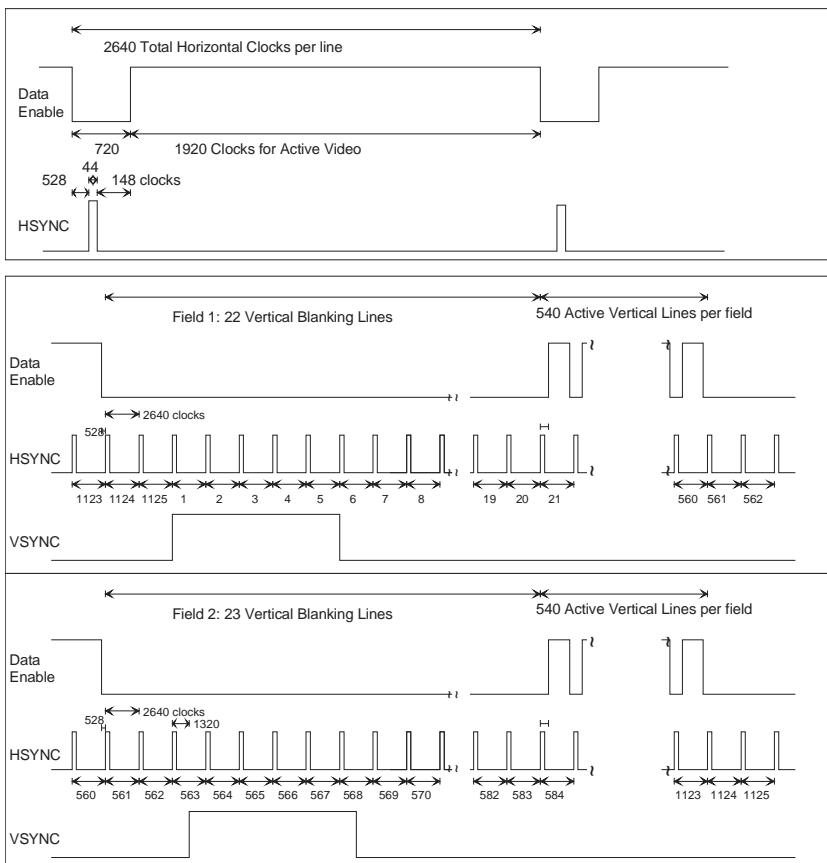 2640 Total Horizontal Clocks per line
Data
Enable
720
1920 Clocks for Active Video
44
528
148 clocks
HSYNC
Field 1: 22 Vertical Blanking Lines
540 Active Vertical Lines per field
Data
Enable
2640 clocks
528
HSYNC
1123 1124 1125 1 2 3 4 5 6 7 8 19 20 21 560 561 562
VSYNC
Field 2: 23 Vertical Blanking Lines
540 Active Vertical Lines per field
Data
Enable
2640 clocks
528
1320
HSYNC
560 561 562 563 564 565 566 567 568 569 570 582 583 584 1123 1124 1125
VSYNC